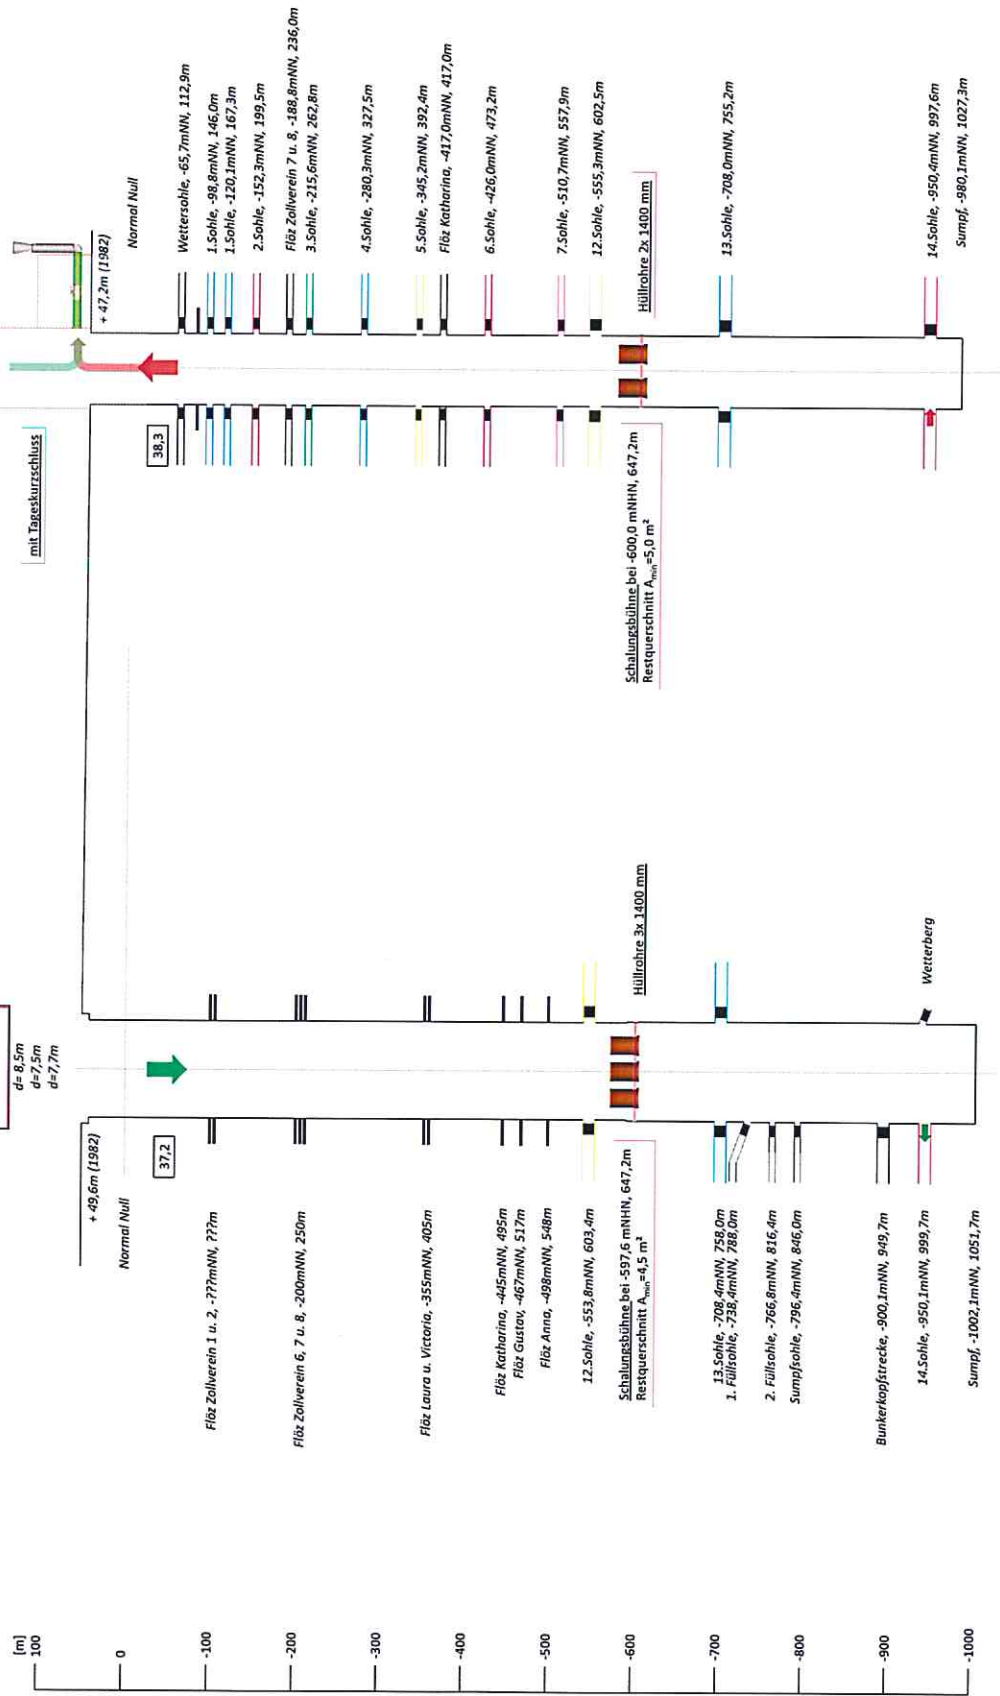 [m]
100
0
-100
-200
-300
-400
-500
-600
-700
-800
-900
-1000
d= 8,5m
d=7,5m
d=7,7m
+ 49,6m (1982)
Normal Null
37,2
Flöz Zollverein 1 u. 2, -???mNN, ???m
Flöz Zollverein 6, 7 u. 8, -200mNN, 250m
Flöz Laura u. Victoria, -355mNN, 405m
Flöz Katharina, -445mNN, 495m
Flöz Gustav, -467mNN, 517m
Flöz Anna, -498mNN, 548m
12.Sohle, -553,8mNN, 603,4m
Schalungsbühne bei -597,6 mNHN, 647,2m
Restquerschnitt Amin=4,5 m²
Hüllrohre 3x 1400 mm
13.Sohle, -708,4mNN, 758,0m
1. Füllsohle, -738,4mNN, 788,0m
2. Füllsohle, -766,8mNN, 816,4m
Sumpfsohle, -796,4mNN, 846,0m
Bunkerkopfstrecke, -900,1mNN, 949,7m
14.Sohle, -950,1mNN, 999,7m
Wetterberg
Sumpf, -1002,1mNN, 1051,7m
mit Tageskurzschluss
+ 47,2m (1982)
Normal Null
38,3
Wettersohle, -65,7mNN, 112,9m
1.Sohle, -98,8mNN, 146,0m
1.Sohle, -120,1mNN, 167,3m
2.Sohle, -152,3mNN, 199,5m
Flöz Zollverein 7 u. 8, -188,8mNN, 236,0m
3.Sohle, -215,6mNN, 262,8m
4.Sohle, -280,3mNN, 327,5m
5.Sohle, -345,2mNN, 392,4m
Flöz Katharina, -417,0mNN, 417,0m
6.Sohle, -426,0mNN, 473,2m
7.Sohle, -510,7mNN, 557,9m
12.Sohle, -555,3mNN, 602,5m
Hüllrohre 2x 1400 mm
Schalungsbühne bei -600,0 mNHN, 647,2m
Restquerschnitt Amin=5,0 m²
13.Sohle, -708,0mNN, 755,2m
14.Sohle, -950,4mNN, 997,6m
Sumpf, -980,1mNN, 1027,3m